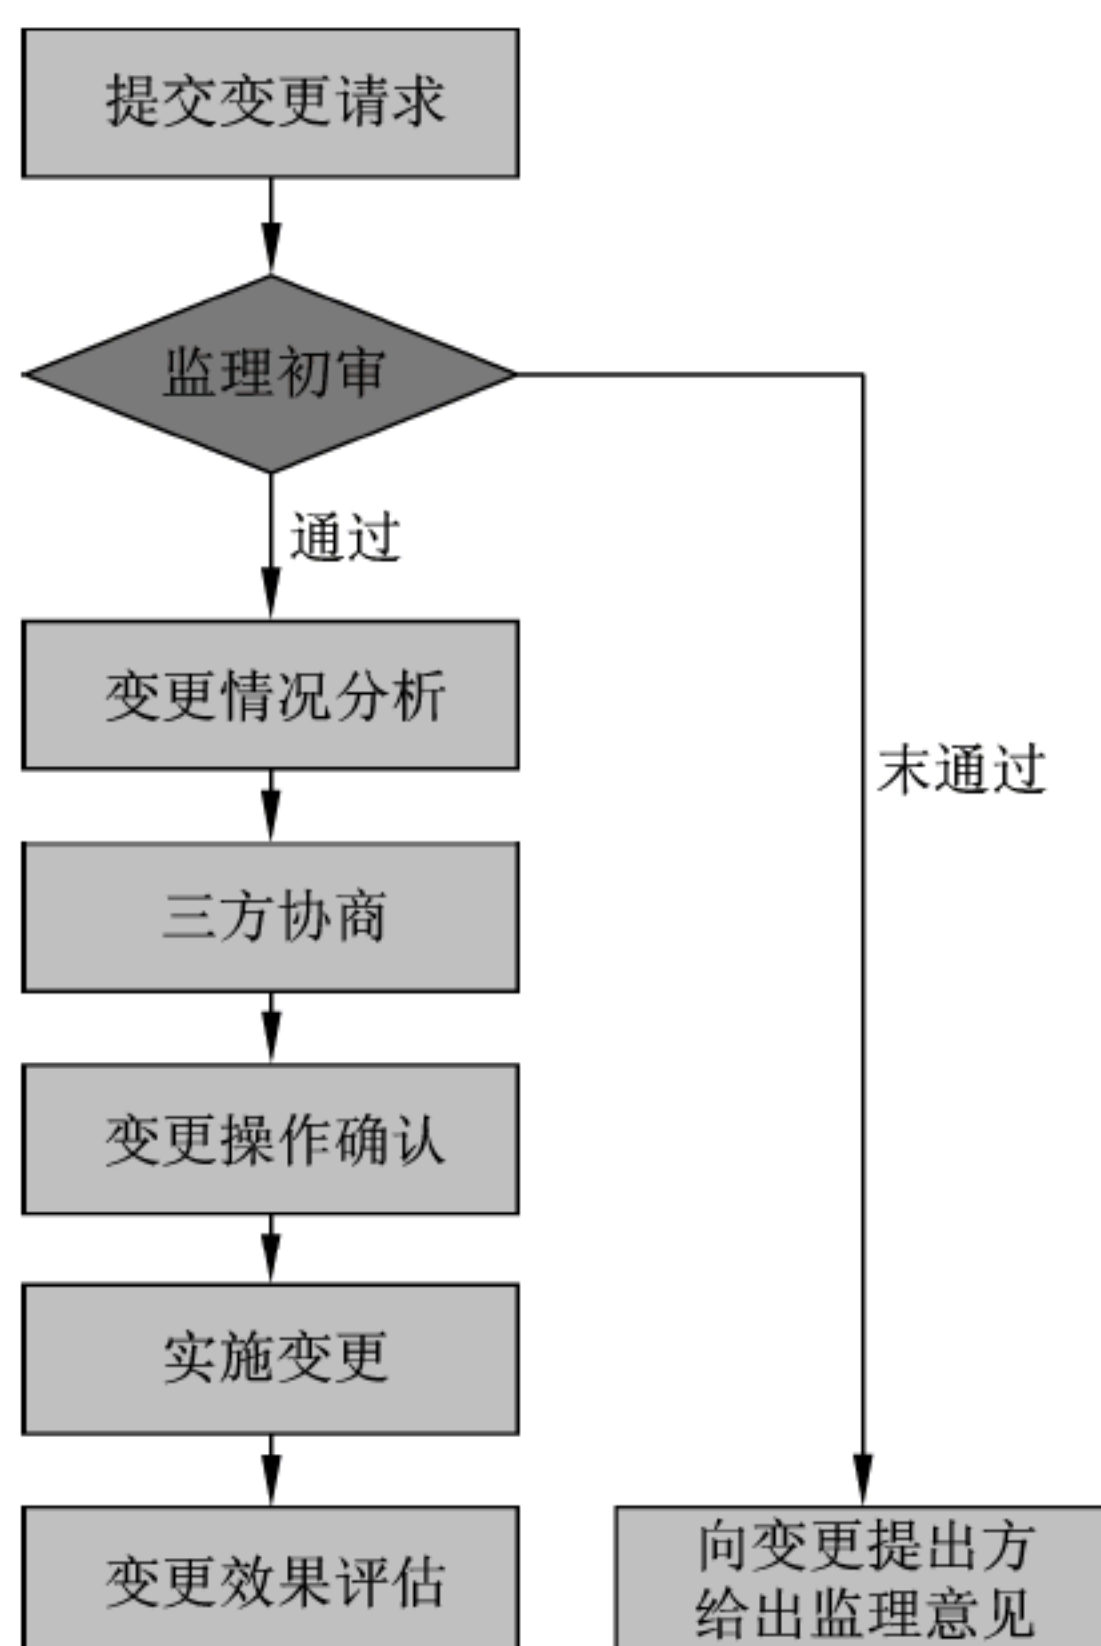 提交变更请求
监理初审
通过
变更情况分析
末通过
三方协商
变更操作确认
实施变更
变更效果评估
向变更提出方
给出监理意见